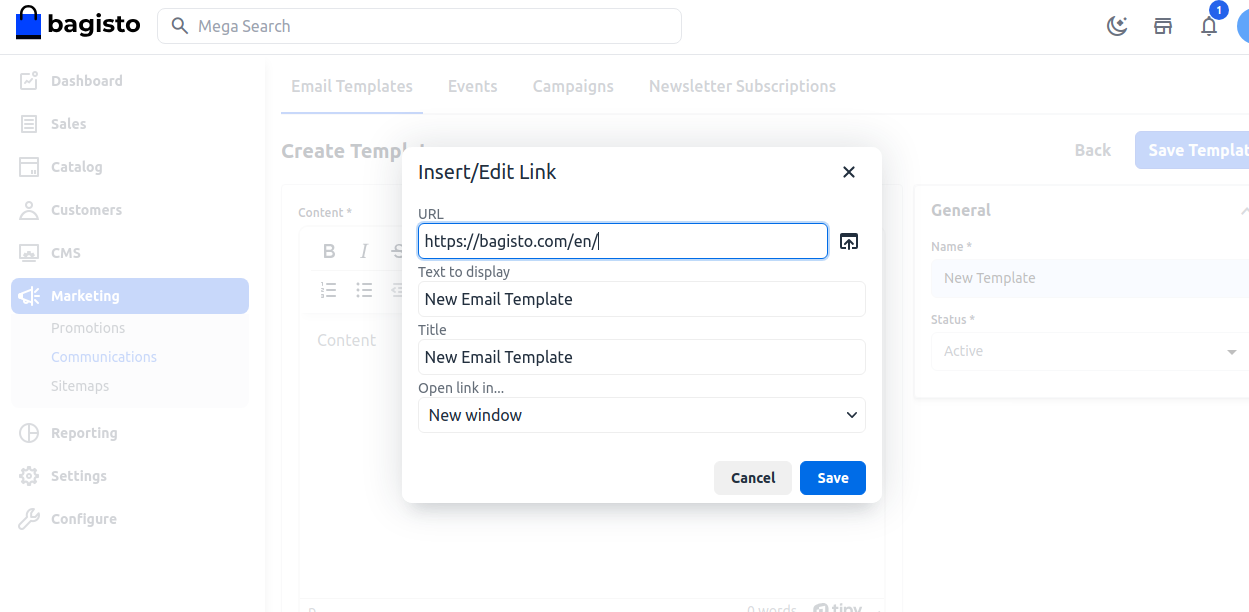 bagisto
Mega Search
1
Dashboard
Sales
Catalog
Customers
CMS
Marketing
Promotions
Communications
Sitemaps
Reporting
Settings
Configure
Email Templates Events Campaigns Newsletter Subscriptions
Create Templ
Back
Save Templat
Content *
B I S
Content
Insert/Edit Link
URL
https://bagisto.com/en/
Text to display
New Email Template
Title
New Email Template
Open link in...
New window
Cancel Save
General
Name *
New Template
Status *
Active
p
0 words
tiny